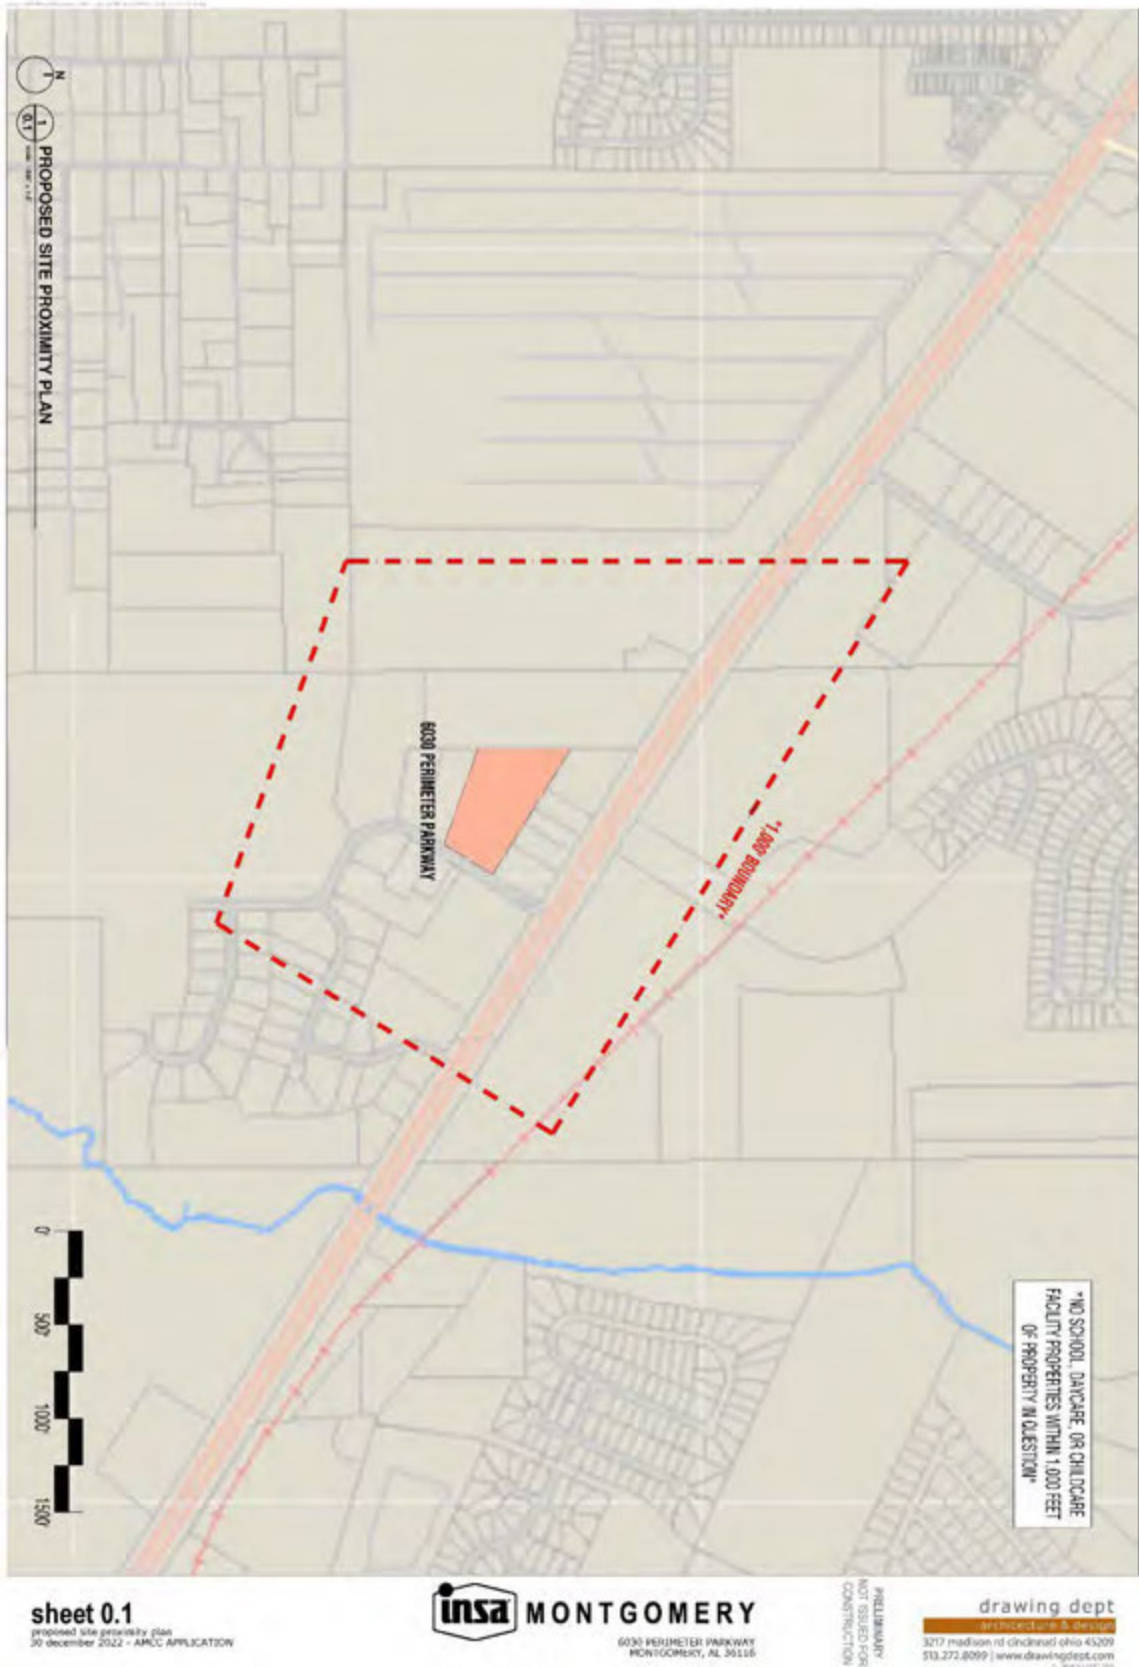 N
1
0.1
PROPOSED SITE PROXIMITY PLAN
6030 PERIMETER PARKWAY
"1,000' BOUNDARY"
0'
500'
1000'
1500'
"NO SCHOOL, DAYCARE, OR CHILDCARE
FACILITY PROPERTIES WITHIN 1,000 FEET
OF PROPERTY IN QUESTION"
sheet 0.1
proposed site proximity plan
30 december 2022 - AMCC APPLICATION
insa MONTGOMERY
6030 PERIMETER PARKWAY
MONTGOMERY, AL 36116
PRELIMINARY
NOT ISSUED FOR
CONSTRUCTION
drawing dept
architecture & design
3217 madison rd cincinnati ohio 45209
513.272.8099 | www.drawingdept.com